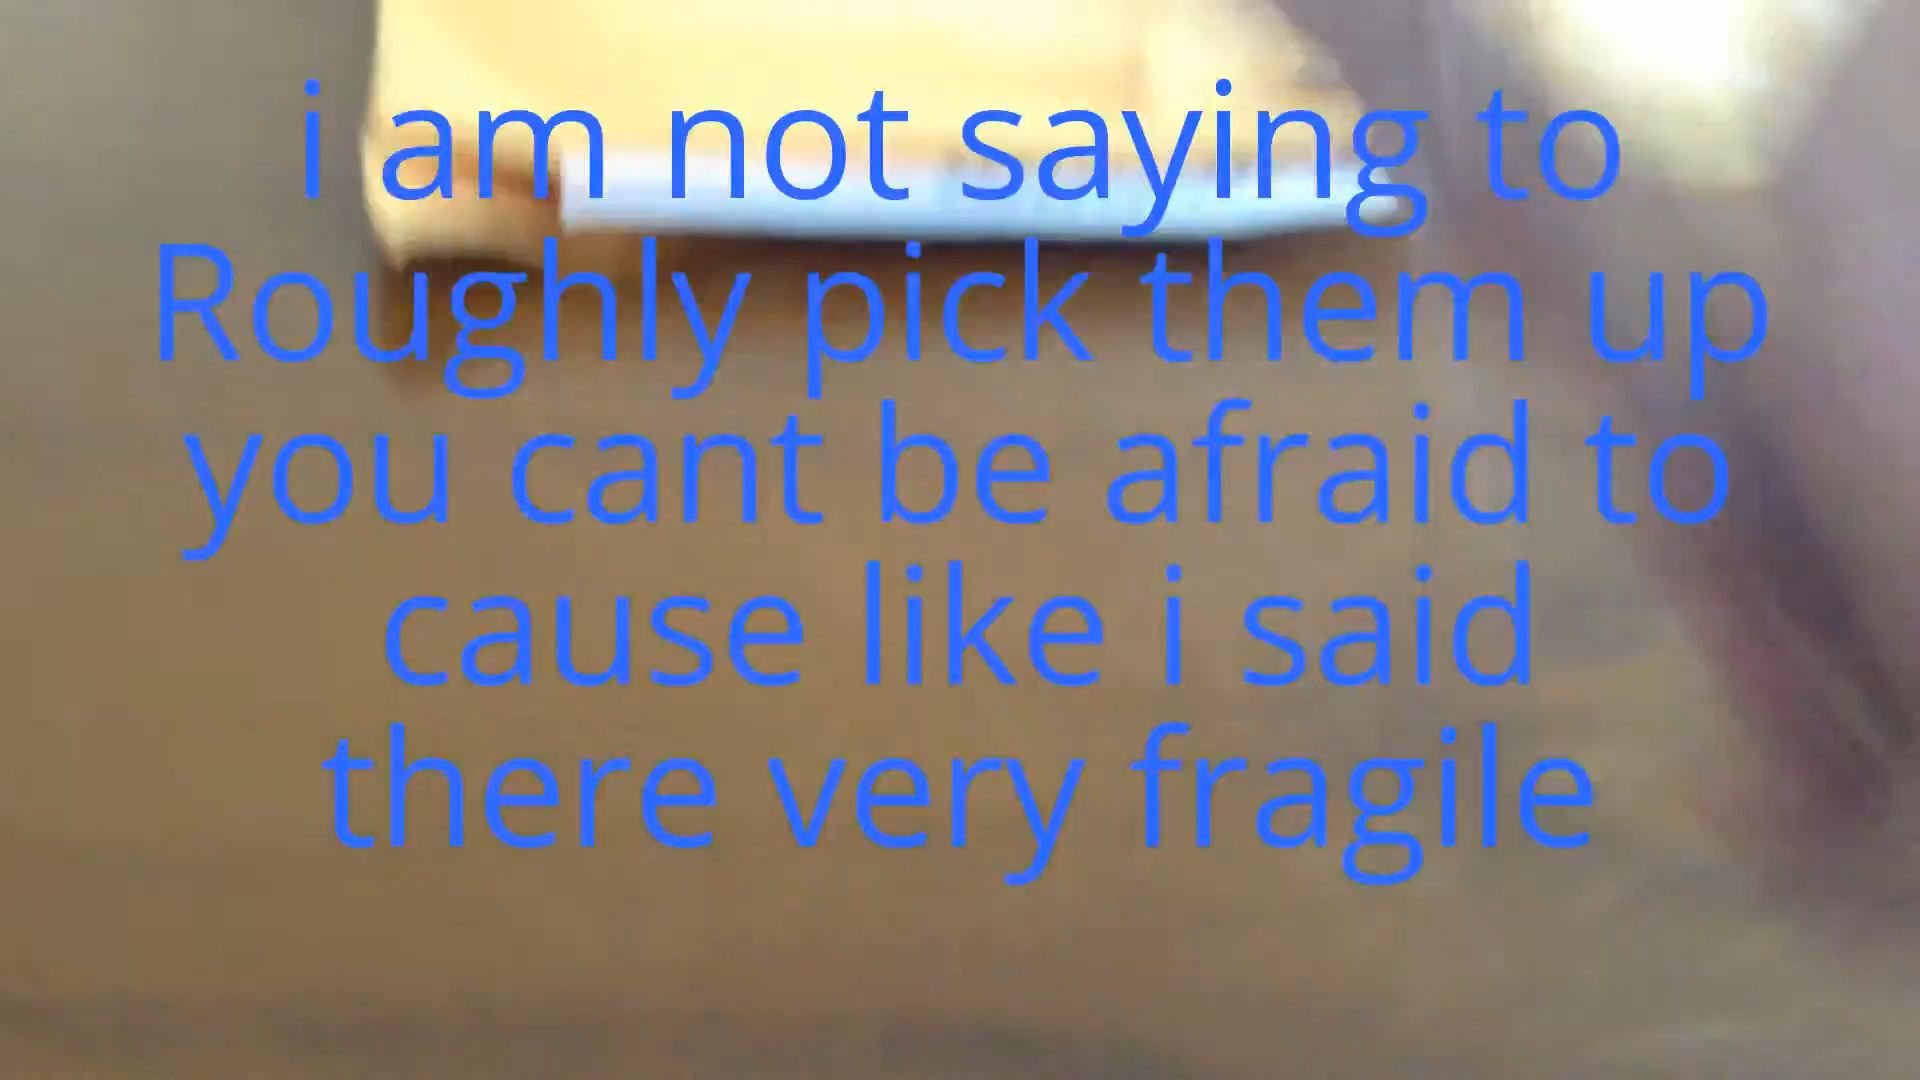 i am not saying to
Roughly pick them up
you cant be afraid to
cause like i said
there very fragile